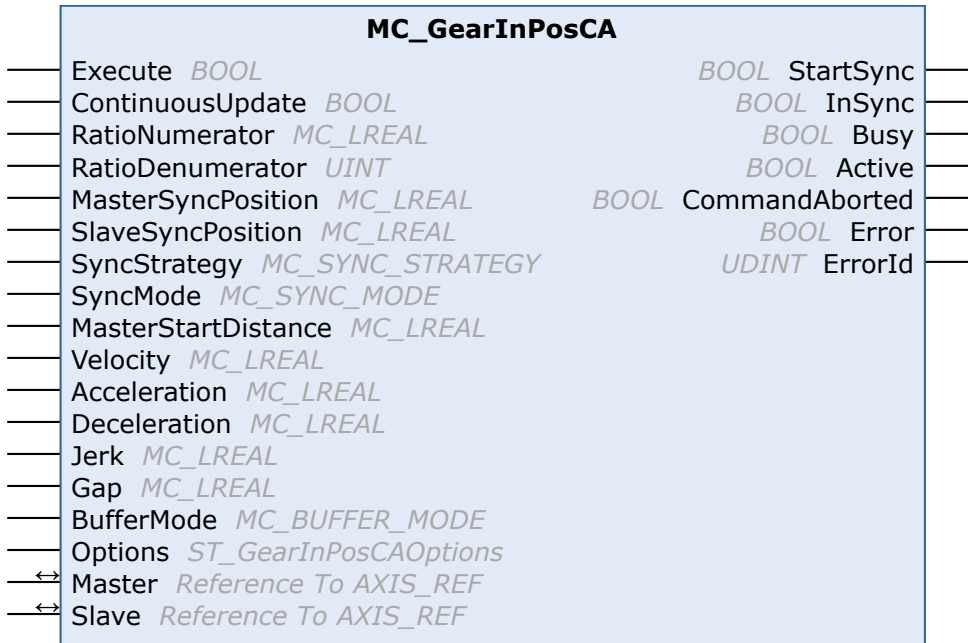 MC_GearInPosCA
Execute BOOL BOOL StartSync
ContinuousUpdate BOOL BOOL InSync
RatioNumerator MC_LREAL BOOL Busy
RatioDenumerator UINT BOOL Active
MasterSyncPosition MC_LREAL BOOL CommandAborted
SlaveSyncPosition MC_LREAL BOOL Error
SyncStrategy MC_SYNC_STRATEGY UDINT ErrorId
SyncMode MC_SYNC_MODE
MasterStartDistance MC_LREAL
Velocity MC_LREAL
Acceleration MC_LREAL
Deceleration MC_LREAL
Jerk MC_LREAL
Gap MC_LREAL
BufferMode MC_BUFFER_MODE
Options ST_GearInPosCAOptions
↔ Master Reference To AXIS_REF
↔ Slave Reference To AXIS_REF